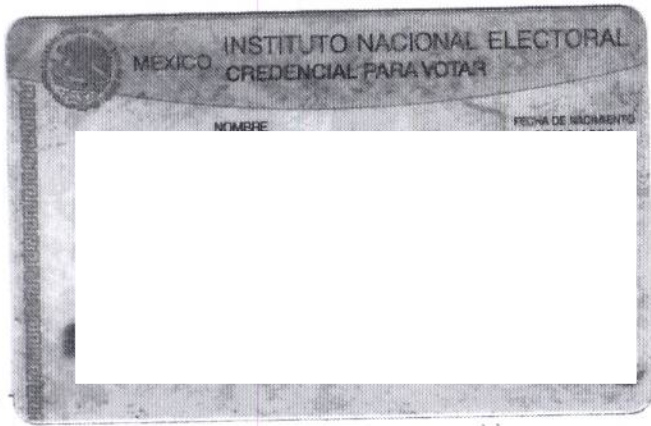 MEXICO INSTITUTO NACIONAL ELECTORAL
CREDENCIAL PARA VOTAR
NOMBRE
FECHA DE NACIMIENTO